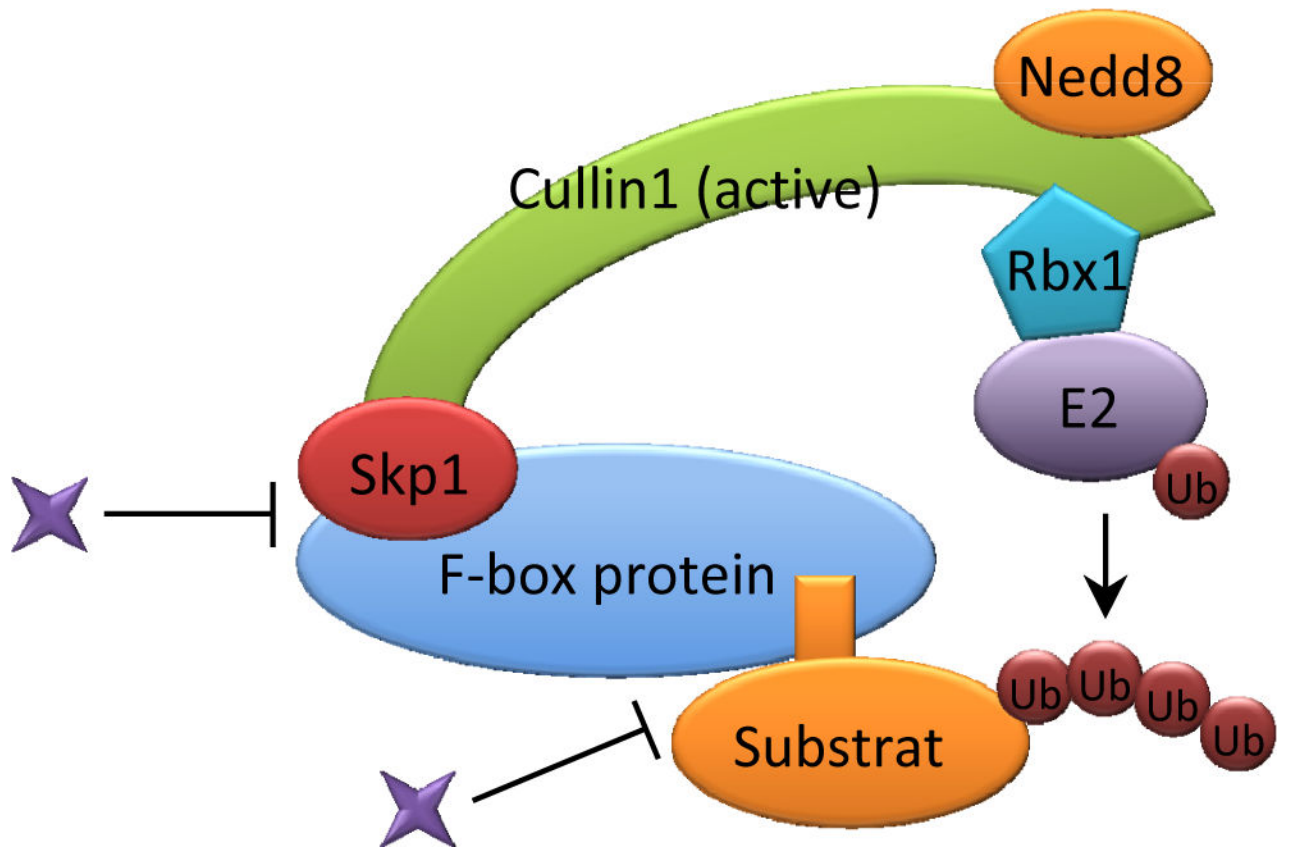 Nedd8
Cullin1 (active)
Rbx1
E2
Skp1
Ub
F-box protein
Ub
Ub
Ub
Ub
Substrat